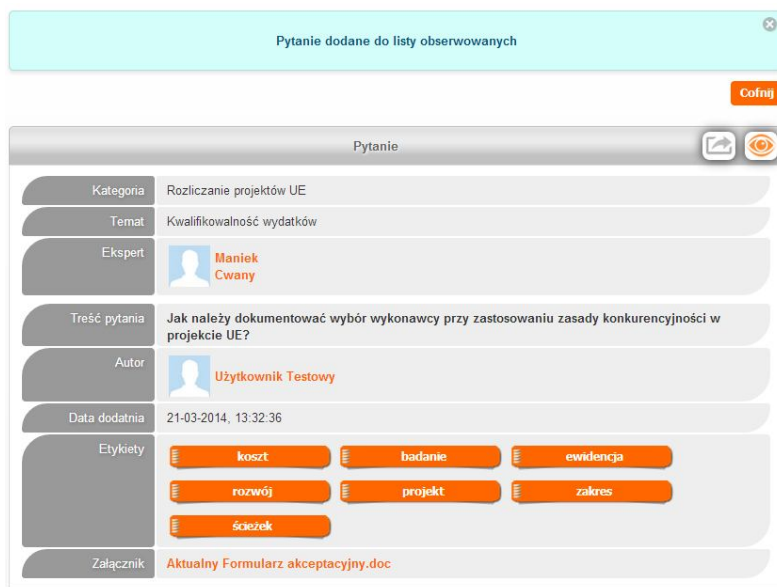 Pytanie dodane do listy obserwowanych
Cofnij
Pytanie
Kategoria Rozliczanie projektów UE
Temat Kwalifikowalność wydatków
Ekspert Maniek
Cwany
Treść pytania Jak należy dokumentować wybór wykonawcy przy zastosowaniu zasady konkurencyjności w
projekcie UE?
Autor Użytkownik Testowy
Data dodatnia 21-03-2014, 13:32:36
Etykiety koszt badanie ewidencja
rozwój projekt zakres
ścieżek
Załącznik Aktualny Formularz akceptacyjny.doc